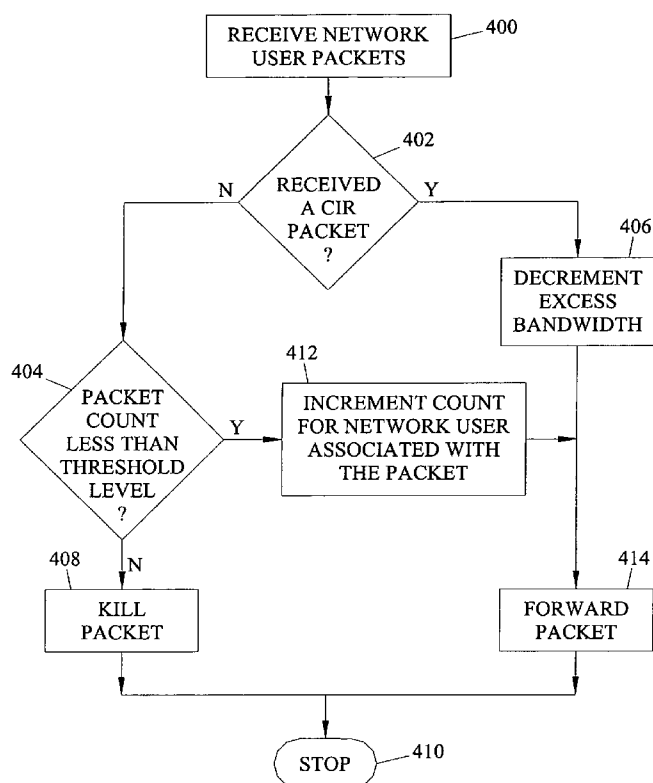 RECEIVE NETWORK
USER PACKETS
400
402
RECEIVED
A CIR
PACKET
?
N
Y
406
DECREMENT
EXCESS
BANDWIDTH
404
PACKET
COUNT
LESS THAN
THRESHOLD
LEVEL
?
Y
412
INCREMENT COUNT
FOR NETWORK USER
ASSOCIATED WITH
THE PACKET
N
408
KILL
PACKET
414
FORWARD
PACKET
STOP
410